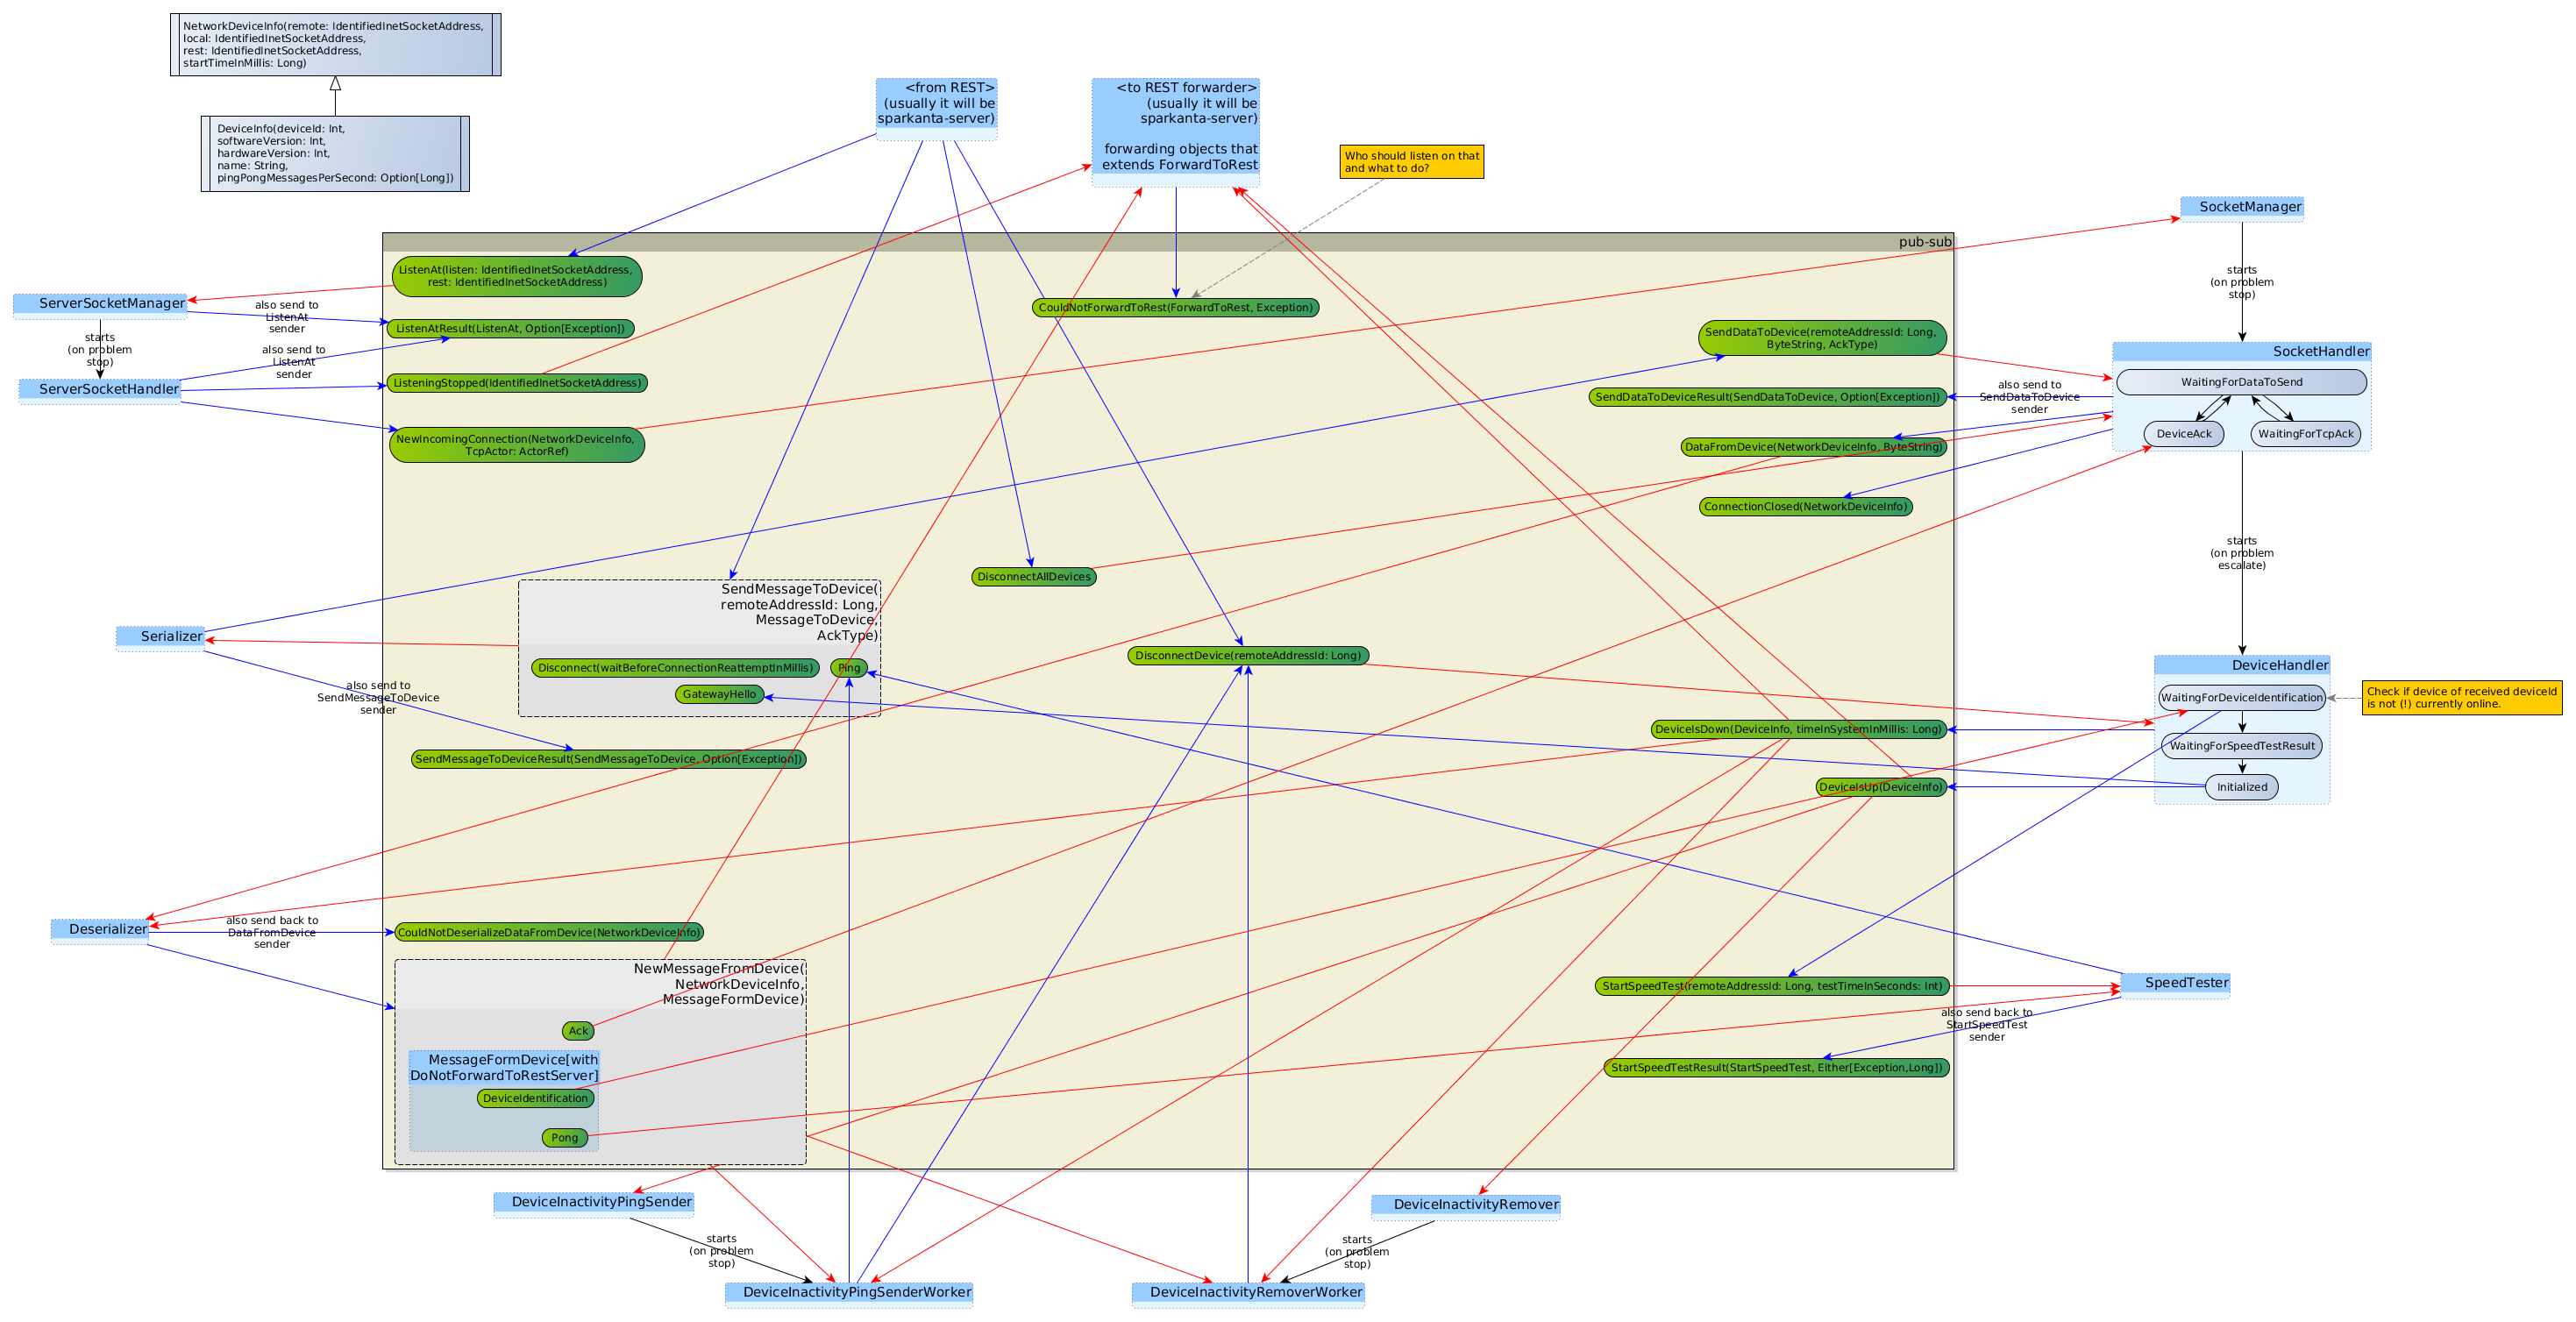 NetworkDeviceInfo(remote: IdentifiedInetSocketAddress,
local: IdentifiedInetSocketAddress,
rest: IdentifiedInetSocketAddress,
startTimeInMillis: Long)
DeviceInfo(deviceId: Int,
softwareVersion: Int,
hardwareVersion: Int,
name: String,
pingPongMessagesPerSecond: Option[Long])
<from REST>
(usually it will be
sparkanta-server)
<to REST forwarder>
(usually it will be
sparkanta-server)
forwarding objects that
extends ForwardToRest
Who should listen on that
and what to do?
SocketManager
starts
(on problem
stop)
pub-sub
ListenAt(listen: IdentifiedInetSocketAddress,
rest: IdentifiedInetSocketAddress)
ServerSocketManager
also send to
ListenAt
sender
ListenAtResult(ListenAt, Option[Exception])
starts
(on problem
stop)
also send to
ListenAt
sender
ServerSocketHandler
ListeningStopped(IdentifiedInetSocketAddress)
NewIncomingConnection(NetworkDeviceInfo,
TcpActor: ActorRef)
CouldNotForwardToRest(ForwardToRest, Exception)
SendDataToDevice(remoteAddressId: Long,
ByteString, AckType)
SendDataToDeviceResult(SendDataToDevice, Option[Exception])
also send to
SendDataToDevice
sender
DataFromDevice(NetworkDeviceInfo, ByteString)
ConnectionClosed(NetworkDeviceInfo)
SocketHandler
WaitingForDataToSend
DeviceAck
WaitingForTcpAck
starts
(on problem
escalate)
DisconnectAllDevices
SendMessageToDevice(
remoteAddressId: Long,
MessageToDevice,
AckType)
Disconnect(waitBeforeConnectionReattemptInMillis)
Ping
GatewayHello
Serializer
also send to
SendMessageToDevice
sender
SendMessageToDeviceResult(SendMessageToDevice, Option[Exception])
DisconnectDevice(remoteAddressId: Long)
DeviceIsDown(DeviceInfo, timeInSystemInMillis: Long)
DeviceIsUp(DeviceInfo)
DeviceHandler
WaitingForDeviceIdentification
WaitingForSpeedTestResult
Initialized
Check if device of received deviceId
is not (!) currently online.
Deserializer
also send back to
DataFromDevice
sender
CouldNotDeserializeDataFromDevice(NetworkDeviceInfo)
NewMessageFromDevice(
NetworkDeviceInfo,
MessageFormDevice)
Ack
MessageFormDevice[with
DoNotForwardToRestServer]
DeviceIdentification
Pong
StartSpeedTest(remoteAddressId: Long, testTimeInSeconds: Int)
SpeedTester
also send back to
StartSpeedTest
sender
StartSpeedTestResult(StartSpeedTest, Either[Exception,Long])
DeviceInactivityPingSender
DeviceInactivityRemover
starts
(on problem
stop)
starts
(on problem
stop)
DeviceInactivityPingSenderWorker
DeviceInactivityRemoverWorker